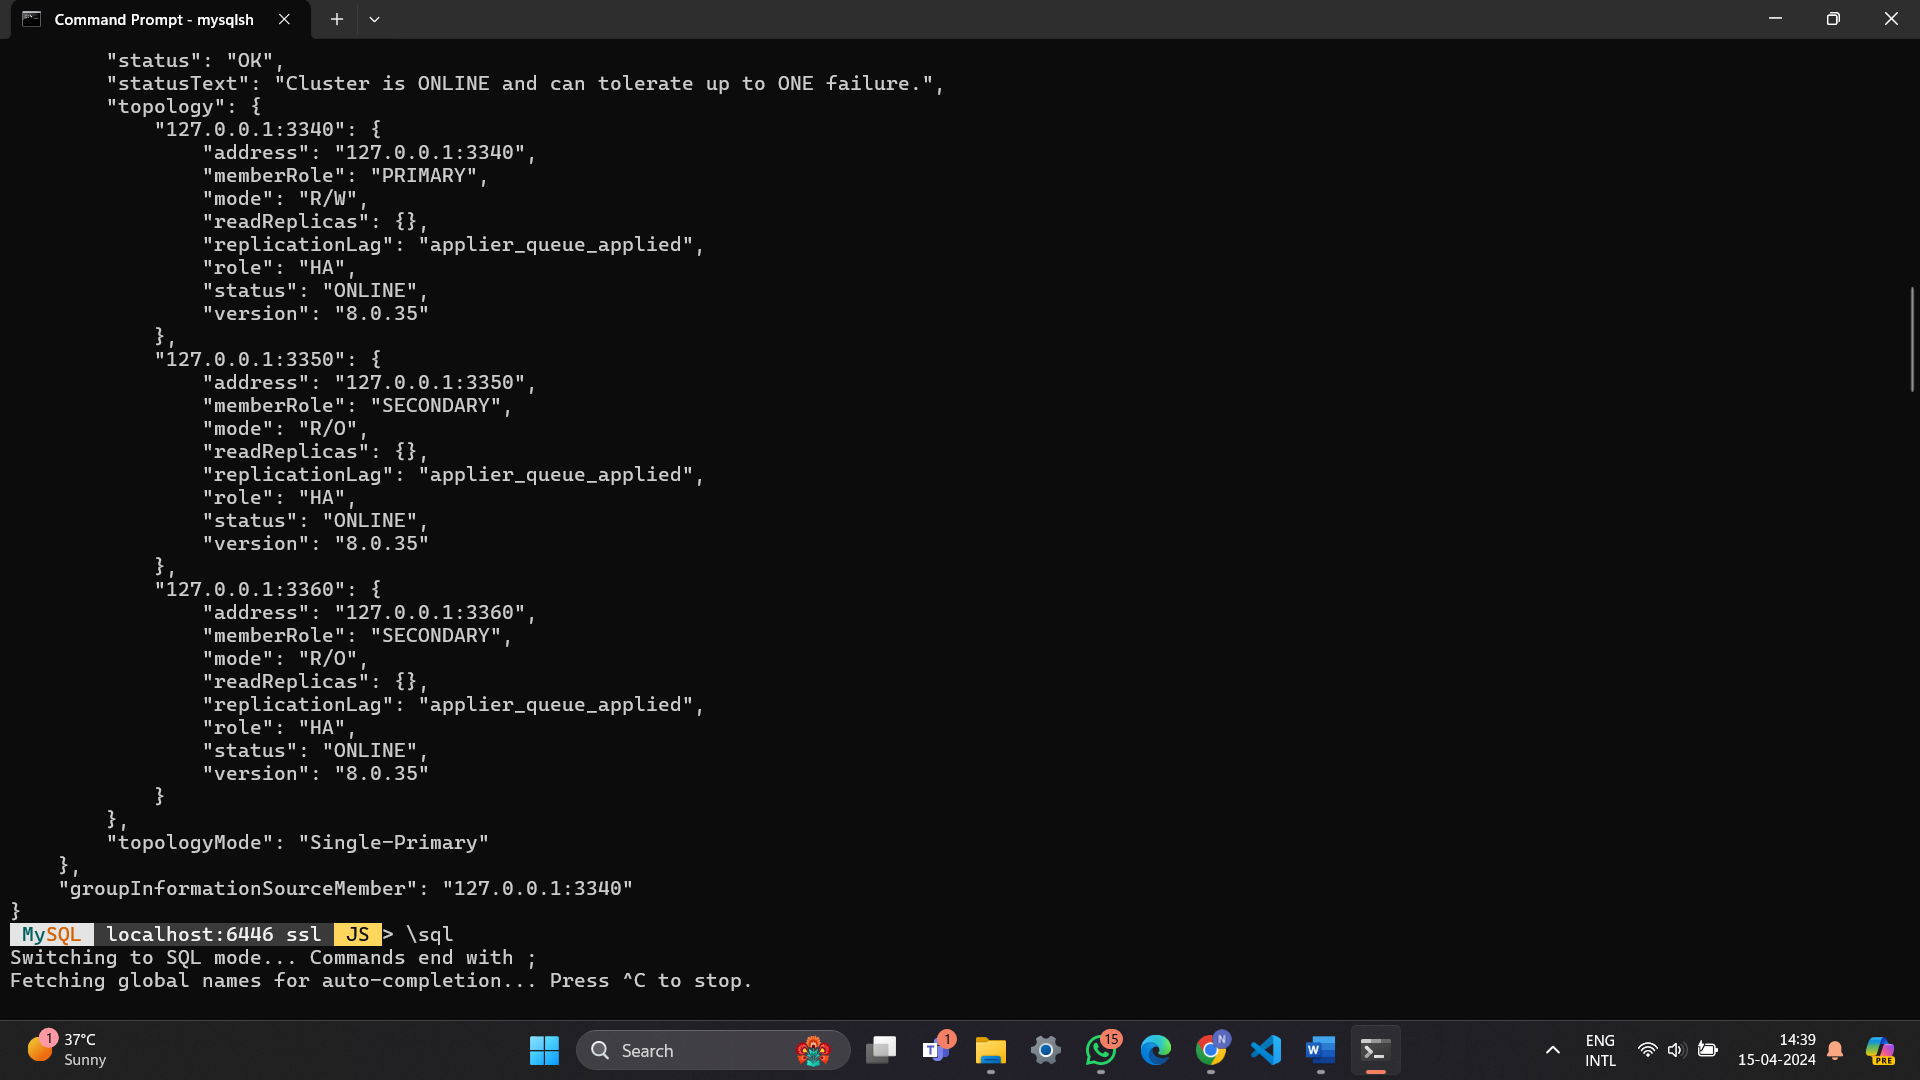 Command Prompt - mysqlsh
        "status": "OK",
        "statusText": "Cluster is ONLINE and can tolerate up to ONE failure.",
        "topology": {
            "127.0.0.1:3340": {
                "address": "127.0.0.1:3340",
                "memberRole": "PRIMARY",
                "mode": "R/W",
                "readReplicas": {},
                "replicationLag": "applier_queue_applied",
                "role": "HA",
                "status": "ONLINE",
                "version": "8.0.35"
            },
            "127.0.0.1:3350": {
                "address": "127.0.0.1:3350",
                "memberRole": "SECONDARY",
                "mode": "R/O",
                "readReplicas": {},
                "replicationLag": "applier_queue_applied",
                "role": "HA",
                "status": "ONLINE",
                "version": "8.0.35"
            },
            "127.0.0.1:3360": {
                "address": "127.0.0.1:3360",
                "memberRole": "SECONDARY",
                "mode": "R/O",
                "readReplicas": {},
                "replicationLag": "applier_queue_applied",
                "role": "HA",
                "status": "ONLINE",
                "version": "8.0.35"
            }
        },
        "topologyMode": "Single-Primary"
    },
    "groupInformationSourceMember": "127.0.0.1:3340"
}
MySQL localhost:6446 ssl JS > \sql
Switching to SQL mode... Commands end with ;
Fetching global names for auto-completion... Press ^C to stop.
1
37°C
Sunny
Search
T
1
15
N
W
ENG
INTL
14:39
15-04-2024
PRE